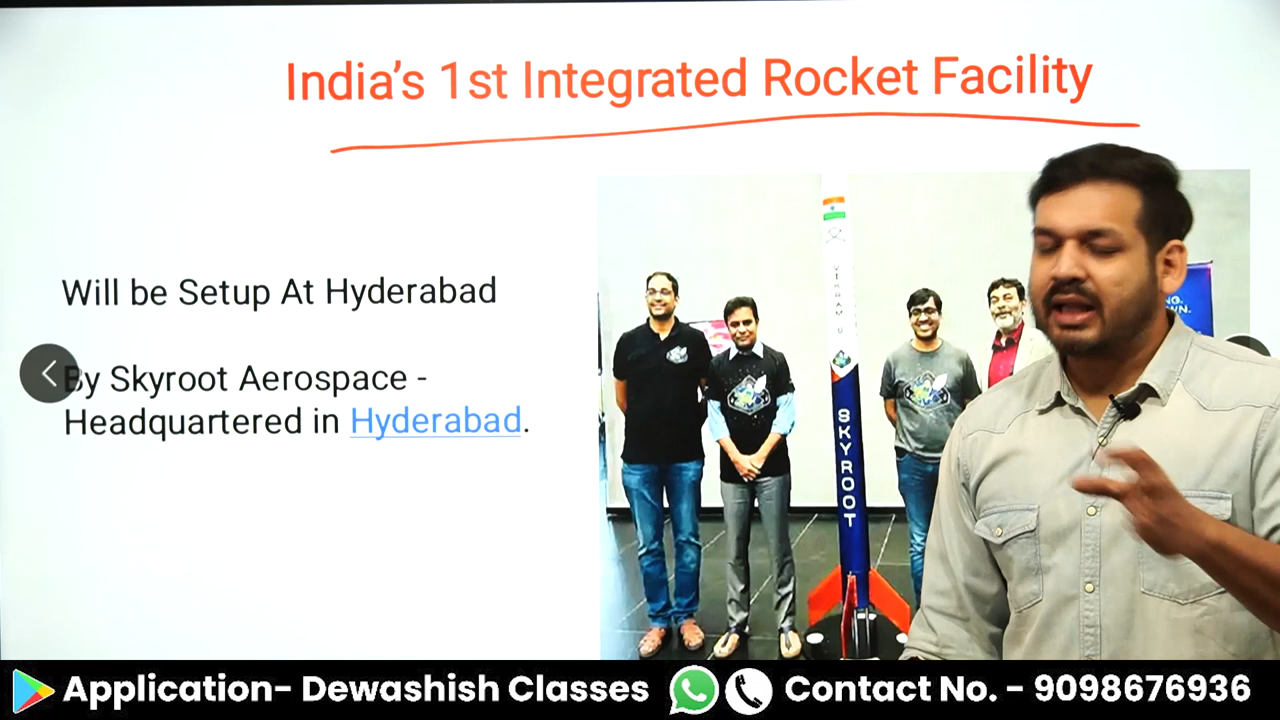 India's 1st Integrated Rocket Facility
Will be Setup At Hyderabad
By Skyroot Aerospace -
Headquartered in Hyderabad.
VIKRAM S
SKYROOT
Application- Dewashish Classes
Contact No. - 9098676936